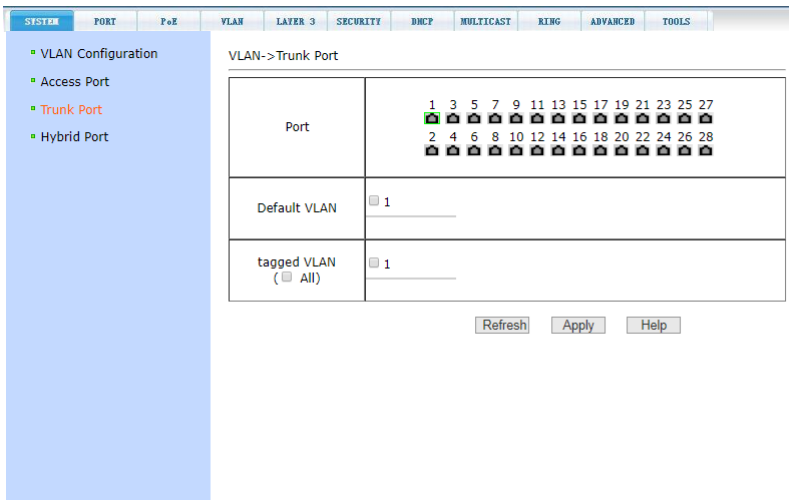 SYSTEM PORT PoE VLAN LAYER 3 SECURITY DHCP MULTICAST RING ADVANCED TOOLS
VLAN Configuration
Access Port
Trunk Port
Hybrid Port
VLAN->Trunk Port
Port
1 3 5 7 9 11 13 15 17 19 21 23 25 27
2 4 6 8 10 12 14 16 18 20 22 24 26 28
Default VLAN
1
tagged VLAN
( All)
1
Refresh Apply Help